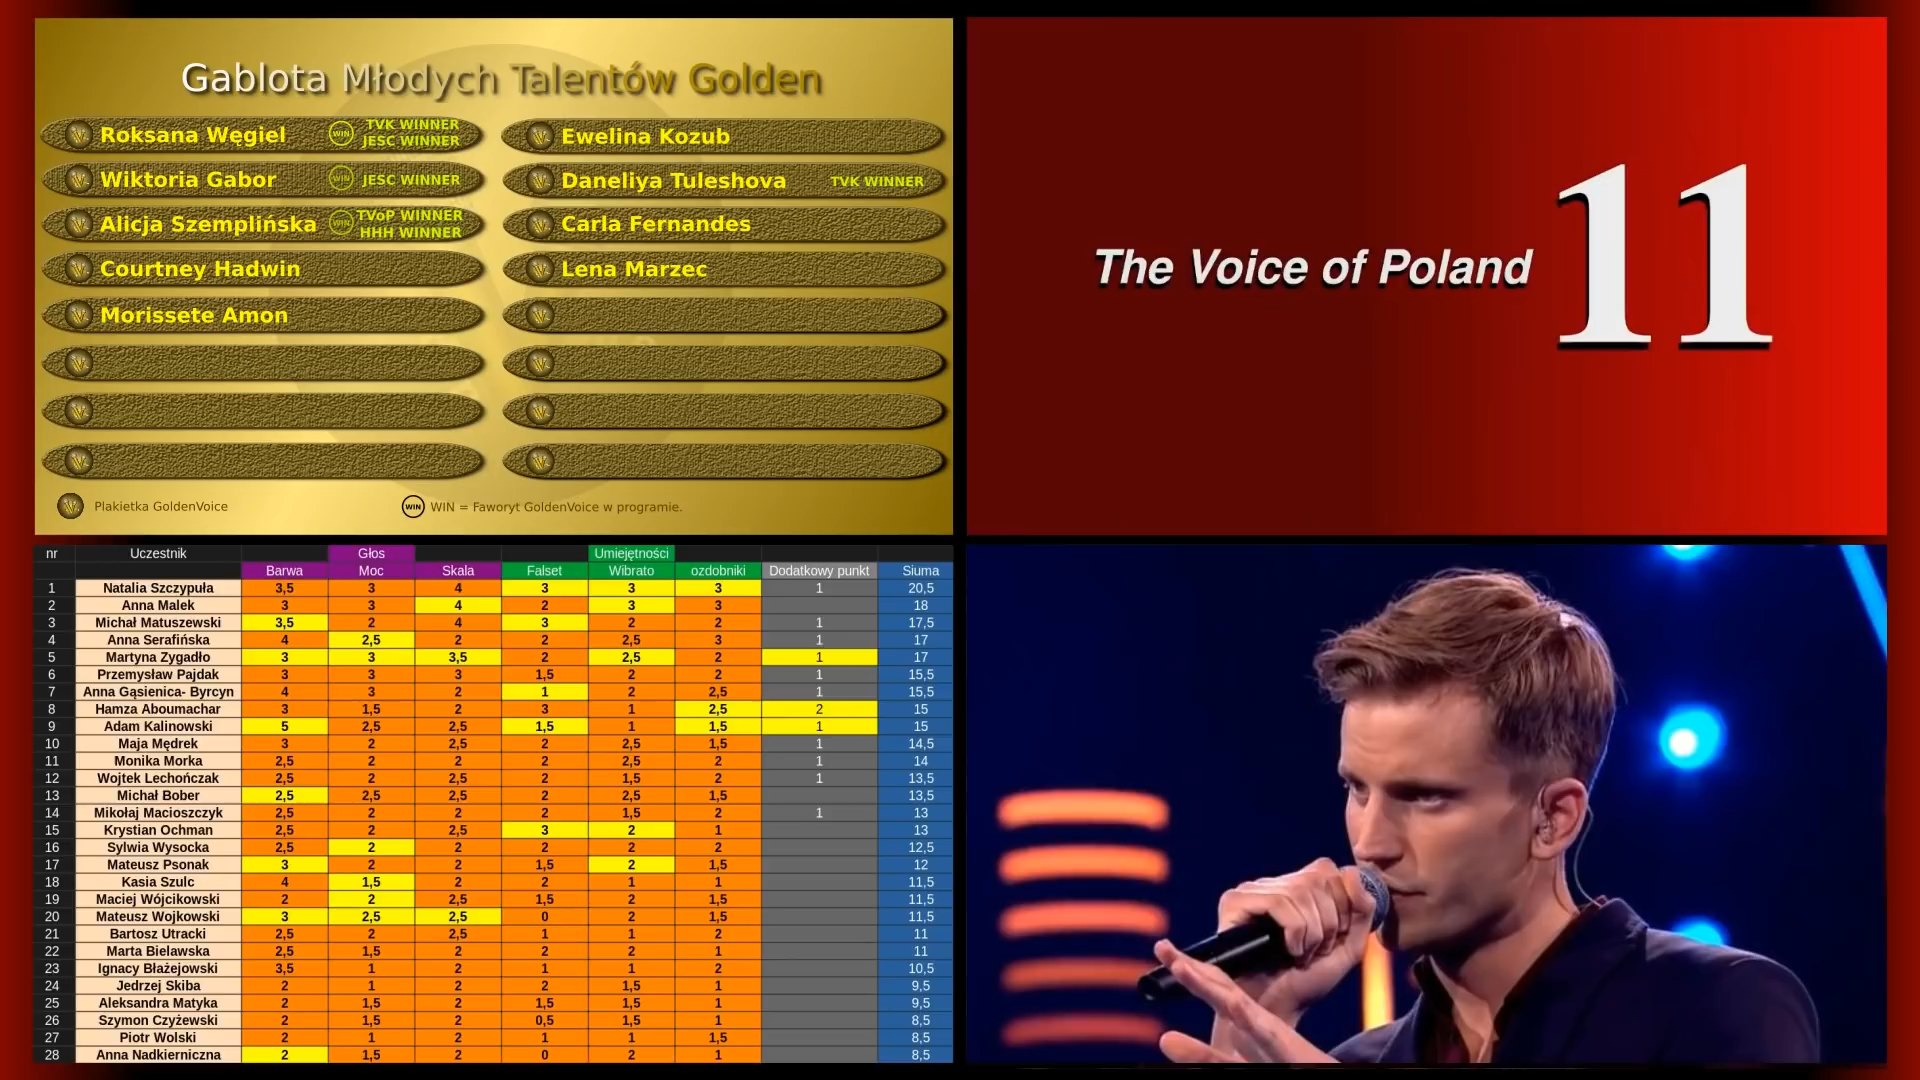 Gablota Młodych Talentów Golden
Roksana Węgiel WIN TVK WINNER JESC WINNER
Wiktoria Gabor WIN JESC WINNER
Alicja Szemplińska WIN TVoP WINNER HHH WINNER
Courtney Hadwin
Morissete Amon
Ewelina Kozub
Daneliya Tuleshova TVK WINNER
Carla Fernandes
Lena Marzec
Plakietka GoldenVoice
WIN WIN = Faworyt GoldenVoice w programie.
The Voice of Poland 11
nr Uczestnik Głos Umiejętności
Barwa Moc Skala Falset Wibrato ozdobniki Dodatkowy punkt Siuma
1 Natalia Szczypuła 3,5 3 4 3 3 3 1 20,5
2 Anna Malek 3 3 4 2 3 3 18
3 Michał Matuszewski 3,5 2 4 3 2 2 1 17,5
4 Anna Serafińska 4 2,5 2 2 2,5 3 1 17
5 Martyna Zygadło 3 3 3,5 2 2,5 2 1 17
6 Przemysław Pajdak 3 3 3 1,5 2 2 1 15,5
7 Anna Gąsienica- Byrcyn 4 3 2 1 2 2,5 1 15,5
8 Hamza Aboumachar 3 1,5 2 3 1 2,5 2 15
9 Adam Kalinowski 5 2,5 2,5 1,5 1 1,5 1 15
10 Maja Mędrek 3 2 2,5 2 2,5 1,5 1 14,5
11 Monika Morka 2,5 2 2 2 2,5 2 1 14
12 Wojtek Lechończak 2,5 2 2,5 2 1,5 2 1 13,5
13 Michał Bober 2,5 2,5 2,5 2 2,5 1,5 13,5
14 Mikołaj Macioszczyk 2,5 2 2 2 1,5 2 1 13
15 Krystian Ochman 2,5 2 2,5 3 2 1 13
16 Sylwia Wysocka 2,5 2 2 2 2 2 12,5
17 Mateusz Psonak 3 2 2 1,5 2 1,5 12
18 Kasia Szulc 4 1,5 2 2 1 1 11,5
19 Maciej Wójcikowski 2 2 2,5 1,5 2 1,5 11,5
20 Mateusz Wojkowski 3 2,5 2,5 0 2 1,5 11,5
21 Bartosz Utracki 2,5 2 2,5 1 1 2 11
22 Marta Bielawska 2,5 1,5 2 2 2 1 11
23 Ignacy Błażejowski 3,5 1 2 1 1 2 10,5
24 Jedrzej Skiba 2 1 2 2 1,5 1 9,5
25 Aleksandra Matyka 2 1,5 2 1,5 1,5 1 9,5
26 Szymon Czyżewski 2 1,5 2 0,5 1,5 1 8,5
27 Piotr Wolski 2 1 2 1 1 1,5 8,5
28 Anna Nadkierniczna 2 1,5 2 0 2 1 8,5